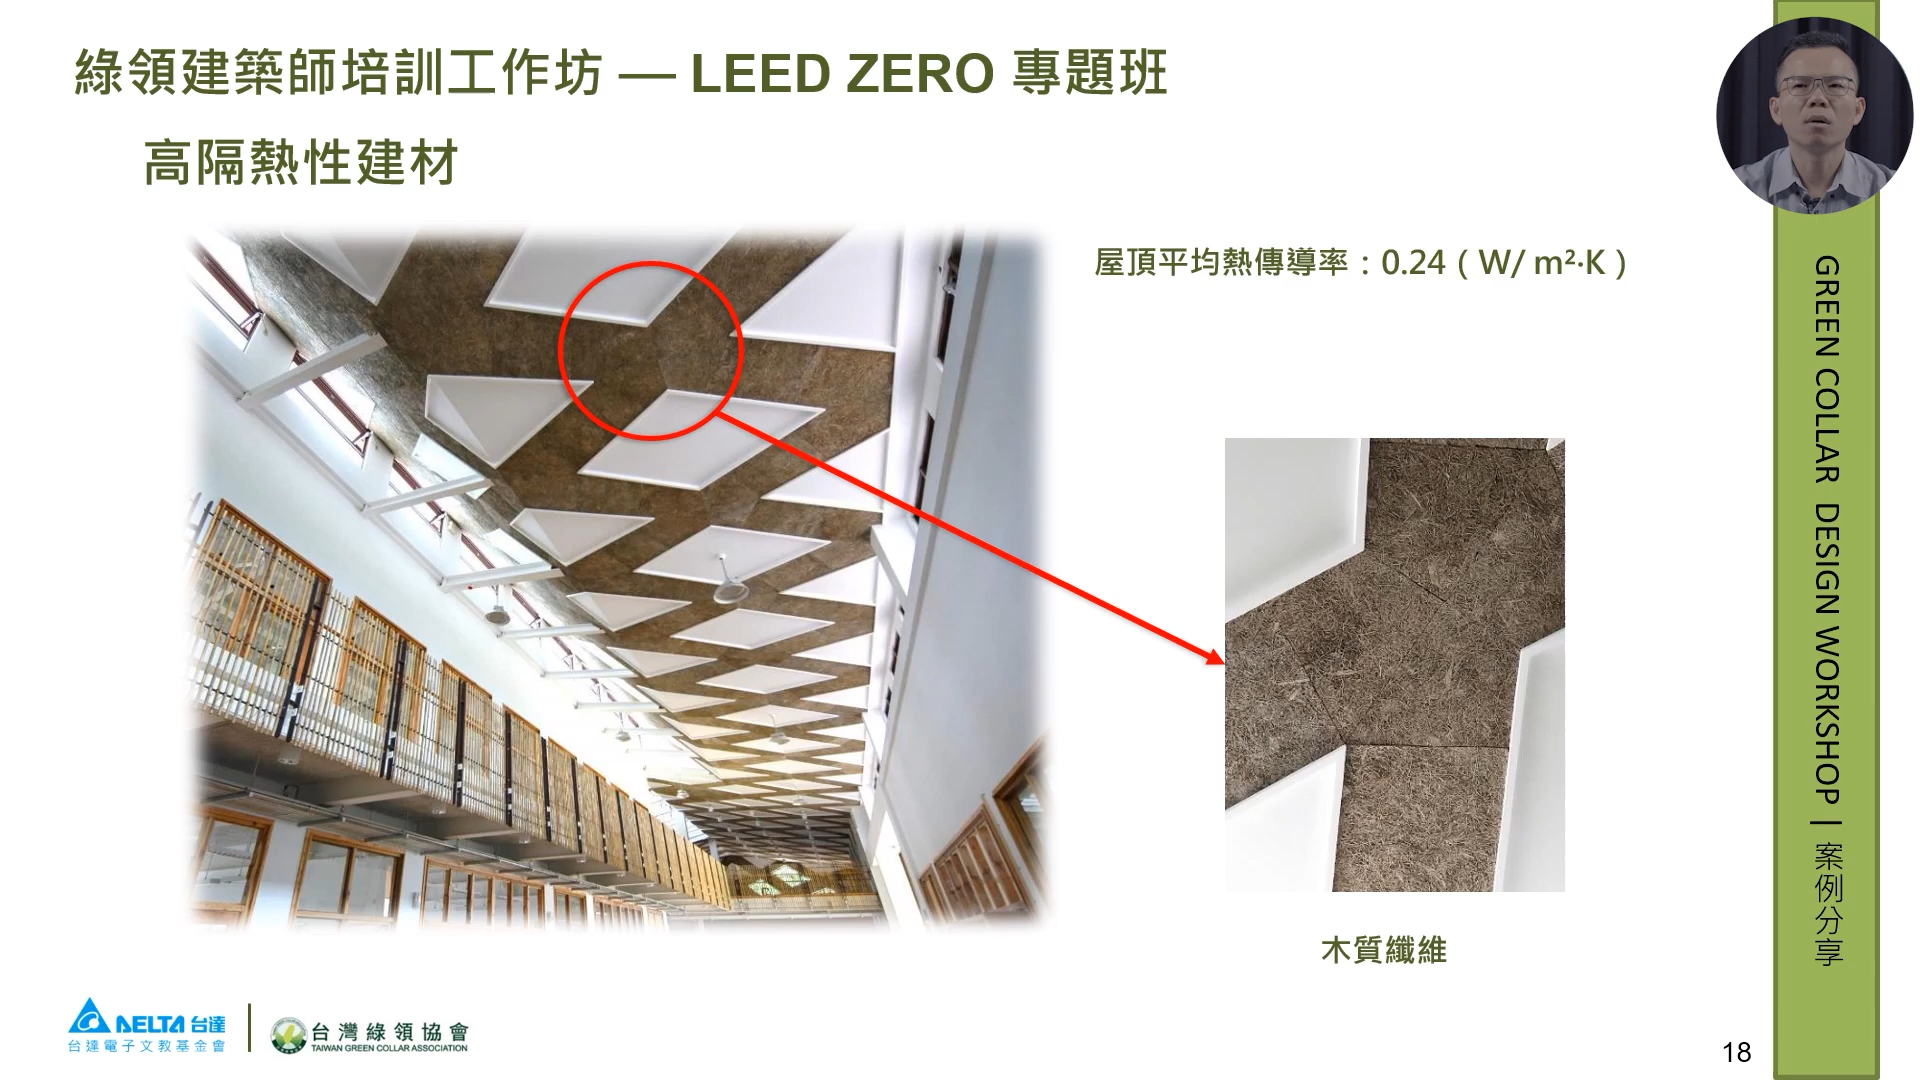 綠領建築師培訓工作坊 — LEED ZERO 專題班
高隔熱性建材
屋頂平均熱傳導率：0.24（W/ m²·K）
木質纖維
GREEN COLLAR DESIGN WORKSHOP | 案例分享
DELTA 台達
台達電子文教基金會
台灣綠領協會
TAIWAN GREEN COLLAR ASSOCIATION
18